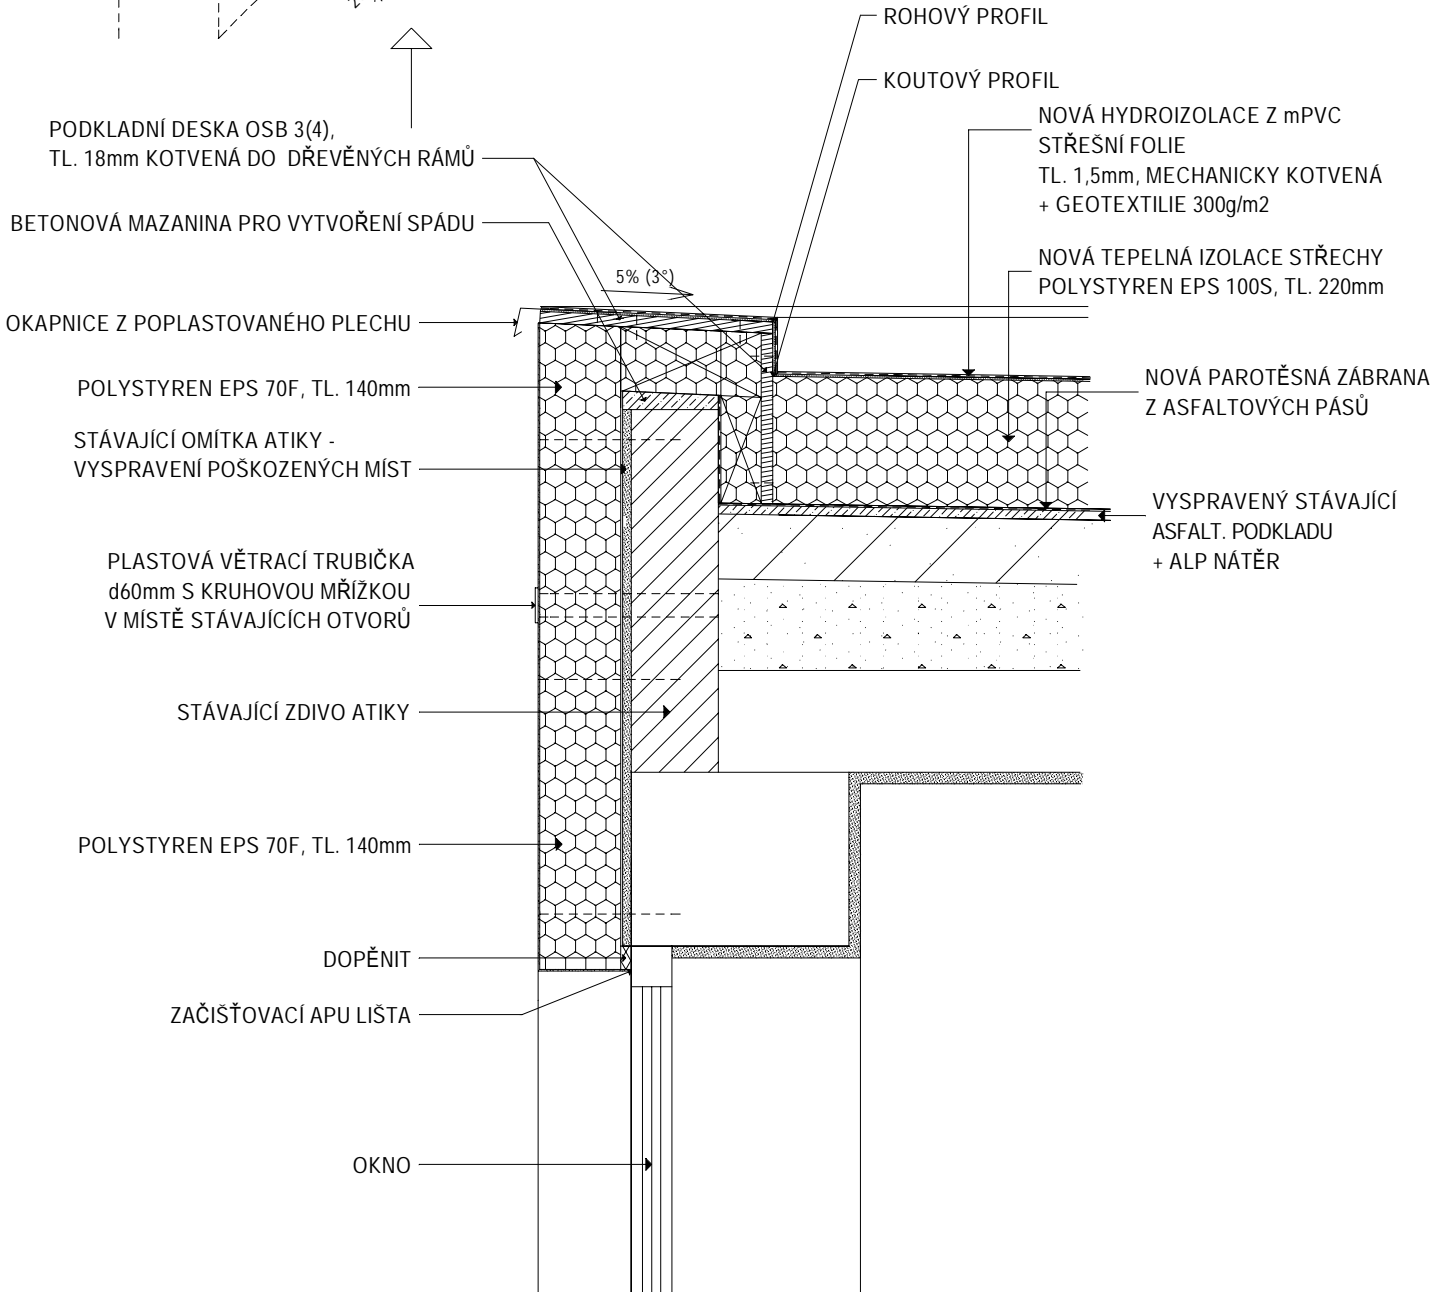 ROHOVÝ PROFIL
KOUTOVÝ PROFIL
PODKLADNÍ DESKA OSB 3(4),
TL. 18mm KOTVENÁ DO DŘEVĚNÝCH RÁMŮ
BETONOVÁ MAZANINA PRO VYTVOŘENÍ SPÁDU
NOVÁ HYDROIZOLACE Z mPVC
STŘEŠNÍ FOLIE
TL. 1,5mm, MECHANICKY KOTVENÁ
+ GEOTEXTILIE 300g/m2
NOVÁ TEPELNÁ IZOLACE STŘECHY
POLYSTYREN EPS 100S, TL. 220mm
5% (3°)
OKAPNICE Z POPLASTOVANÉHO PLECHU
POLYSTYREN EPS 70F, TL. 140mm
NOVÁ PAROTĚSNÁ ZÁBRANA
Z ASFALTOVÝCH PÁSŮ
STÁVAJÍCÍ OMÍTKA ATIKY -
VYSPRAVENÍ POŠKOZENÝCH MÍST
VYSPRAVENÝ STÁVAJÍCÍ
ASFALT. PODKLADU
+ ALP NÁTĚR
PLASTOVÁ VĚTRACÍ TRUBIČKA
d60mm S KRUHOVOU MŘÍŽKOU
V MÍSTĚ STÁVAJÍCÍCH OTVORŮ
STÁVAJÍCÍ ZDIVO ATIKY
POLYSTYREN EPS 70F, TL. 140mm
DOPĚNIT
ZAČIŠŤOVACÍ APU LIŠTA
OKNO